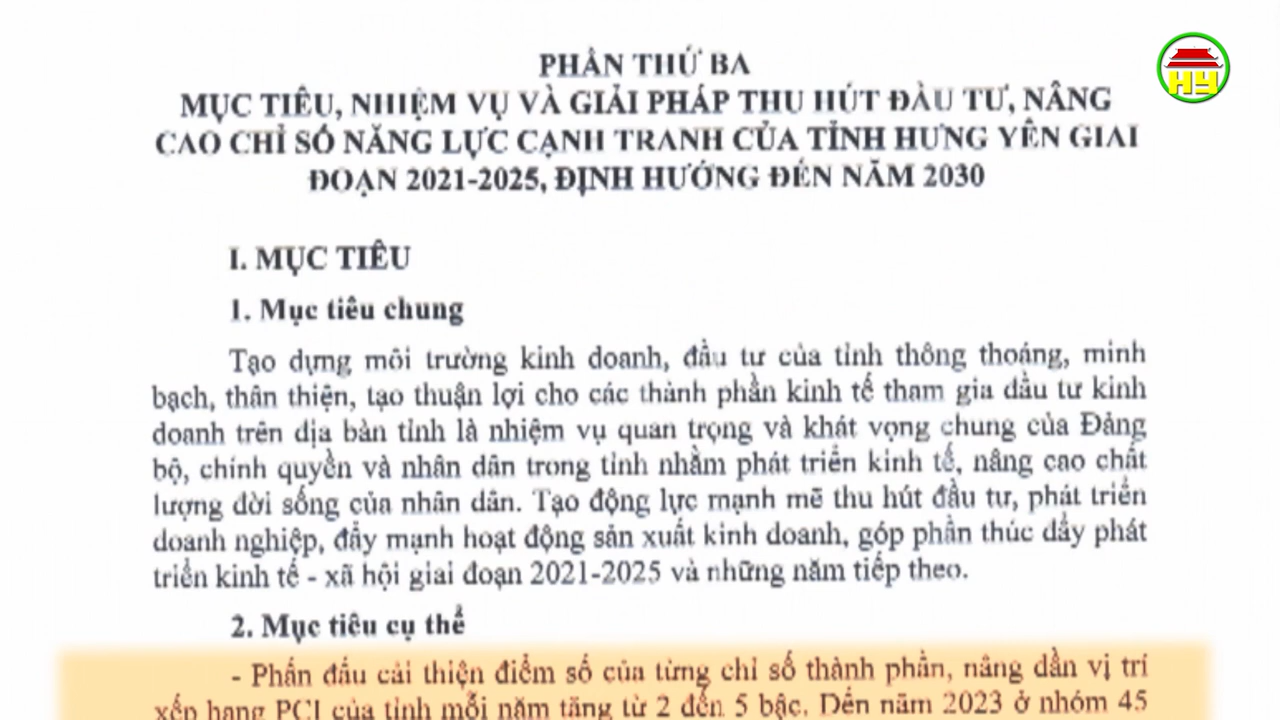 HY
PHẦN THỨ BA
MỤC TIÊU, NHIỆM VỤ VÀ GIẢI PHÁP THU HÚT ĐẦU TƯ, NÂNG
CAO CHỈ SỐ NĂNG LỰC CẠNH TRANH CỦA TỈNH HƯNG YÊN GIAI
ĐOẠN 2021-2025, ĐỊNH HƯỚNG ĐẾN NĂM 2030
I. MỤC TIÊU
1. Mục tiêu chung
Tạo dựng môi trường kinh doanh, đầu tư của tỉnh thông thoáng, minh
bạch, thân thiện, tạo thuận lợi cho các thành phần kinh tế tham gia đầu tư kinh
doanh trên địa bàn tỉnh là nhiệm vụ quan trọng và khát vọng chung của Đảng
bộ, chính quyền và nhân dân trong tỉnh nhằm phát triển kinh tế, nâng cao chất
lượng đời sống của nhân dân. Tạo động lực mạnh mẽ thu hút đầu tư, phát triển
doanh nghiệp, đẩy mạnh hoạt động sản xuất kinh doanh, góp phần thúc đẩy phát
triển kinh tế - xã hội giai đoạn 2021-2025 và những năm tiếp theo.
2. Mục tiêu cụ thể
- Phấn đấu cải thiện điểm số của từng chỉ số thành phần, nâng dần vị trí
xếp hạng PCI của tỉnh mỗi năm tăng từ 2 đến 5 bậc. Đến năm 2023 ở nhóm 45